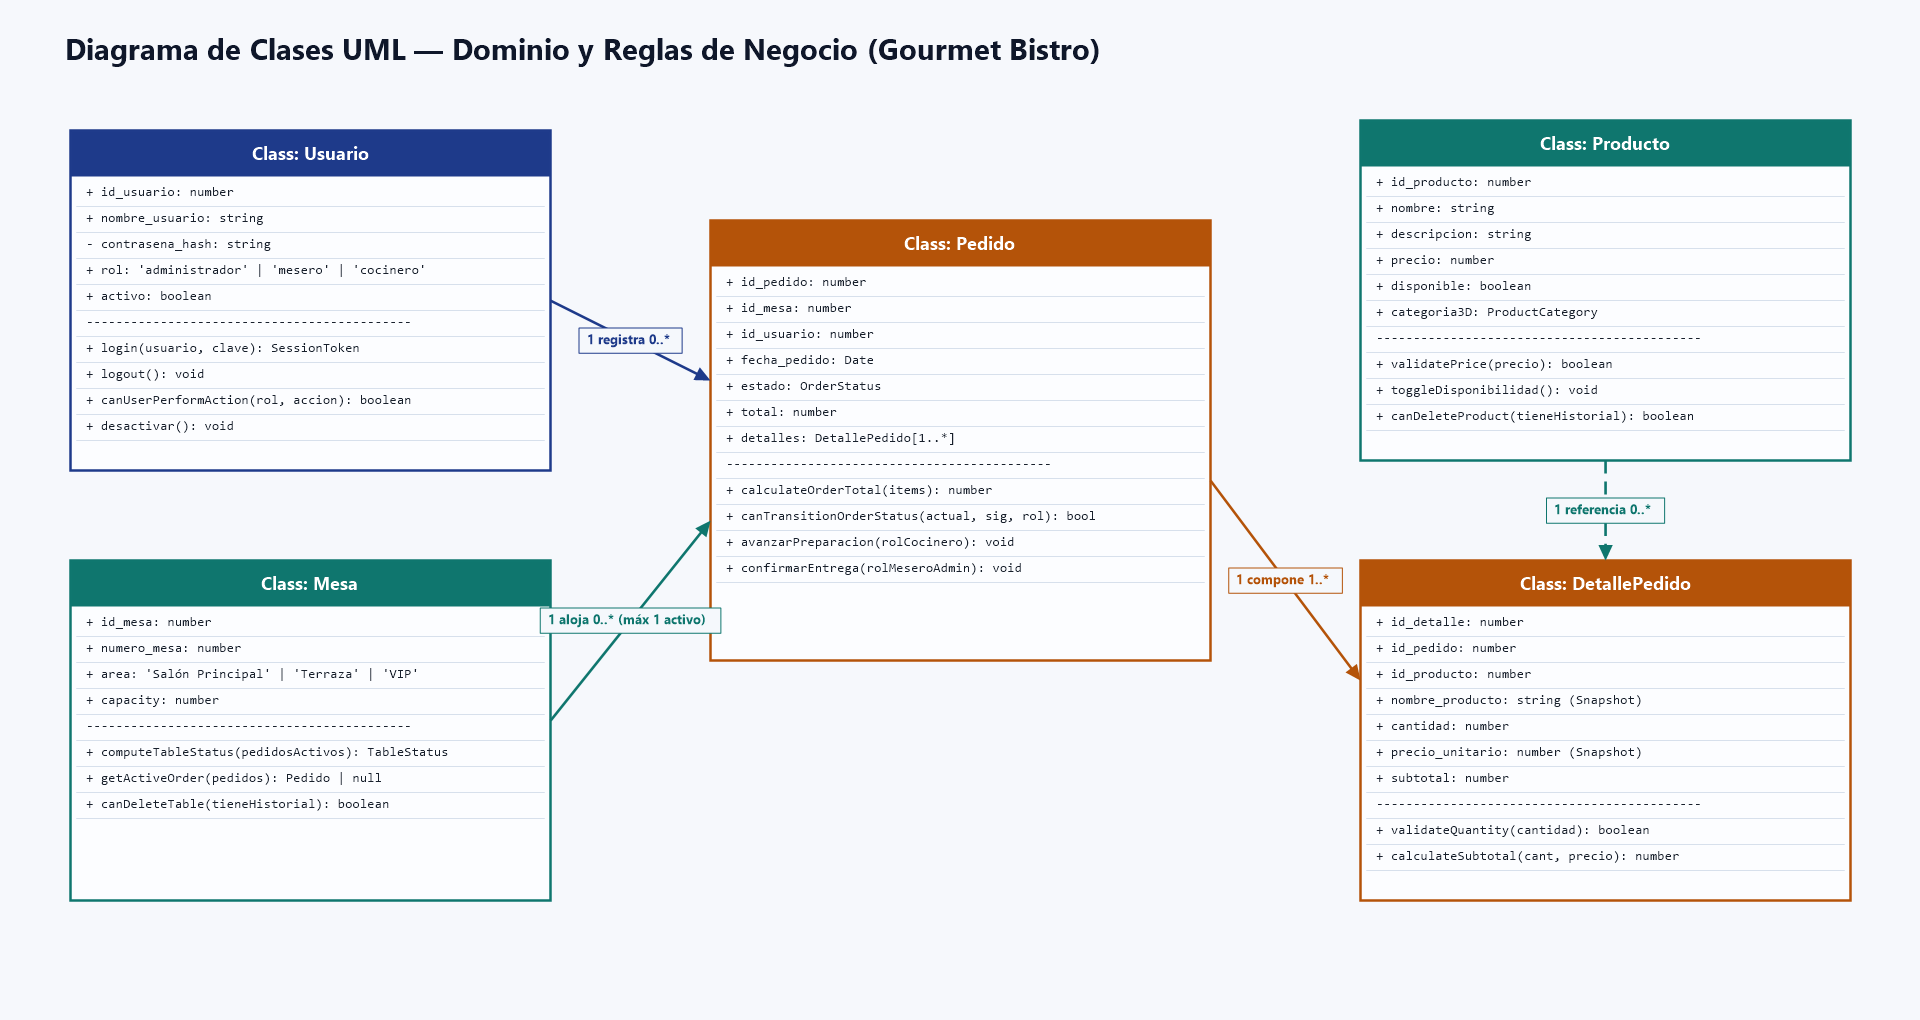 Diagrama de Clases UML — Dominio y Reglas de Negocio (Gourmet Bistro)
Class: Usuario
+ id_usuario: number
+ nombre_usuario: string
- contrasena_hash: string
+ rol: 'administrador' | 'mesero' | 'cocinero'
+ activo: boolean
--------------------------------------------
+ login(usuario, clave): SessionToken
+ logout(): void
+ canUserPerformAction(rol, accion): boolean
+ desactivar(): void
1 registra 0..*
Class: Mesa
+ id_mesa: number
+ numero_mesa: number
+ area: 'Salón Principal' | 'Terraza' | 'VIP'
+ capacity: number
--------------------------------------------
+ computeTableStatus(pedidosActivos): TableStatus
+ getActiveOrder(pedidos): Pedido | null
+ canDeleteTable(tieneHistorial): boolean
1 aloja 0..* (máx 1 activo)
Class: Pedido
+ id_pedido: number
+ id_mesa: number
+ id_usuario: number
+ fecha_pedido: Date
+ estado: OrderStatus
+ total: number
+ detalles: DetallePedido[1..*]
--------------------------------------------
+ calculateOrderTotal(items): number
+ canTransitionOrderStatus(actual, sig, rol): bool
+ avanzarPreparacion(rolCocinero): void
+ confirmarEntrega(rolMeseroAdmin): void
1 compone 1..*
Class: Producto
+ id_producto: number
+ nombre: string
+ descripcion: string
+ precio: number
+ disponible: boolean
+ categoria3D: ProductCategory
--------------------------------------------
+ validatePrice(precio): boolean
+ toggleDisponibilidad(): void
+ canDeleteProduct(tieneHistorial): boolean
1 referencia 0..*
Class: DetallePedido
+ id_detalle: number
+ id_pedido: number
+ id_producto: number
+ nombre_producto: string (Snapshot)
+ cantidad: number
+ precio_unitario: number (Snapshot)
+ subtotal: number
--------------------------------------------
+ validateQuantity(cantidad): boolean
+ calculateSubtotal(cant, precio): number